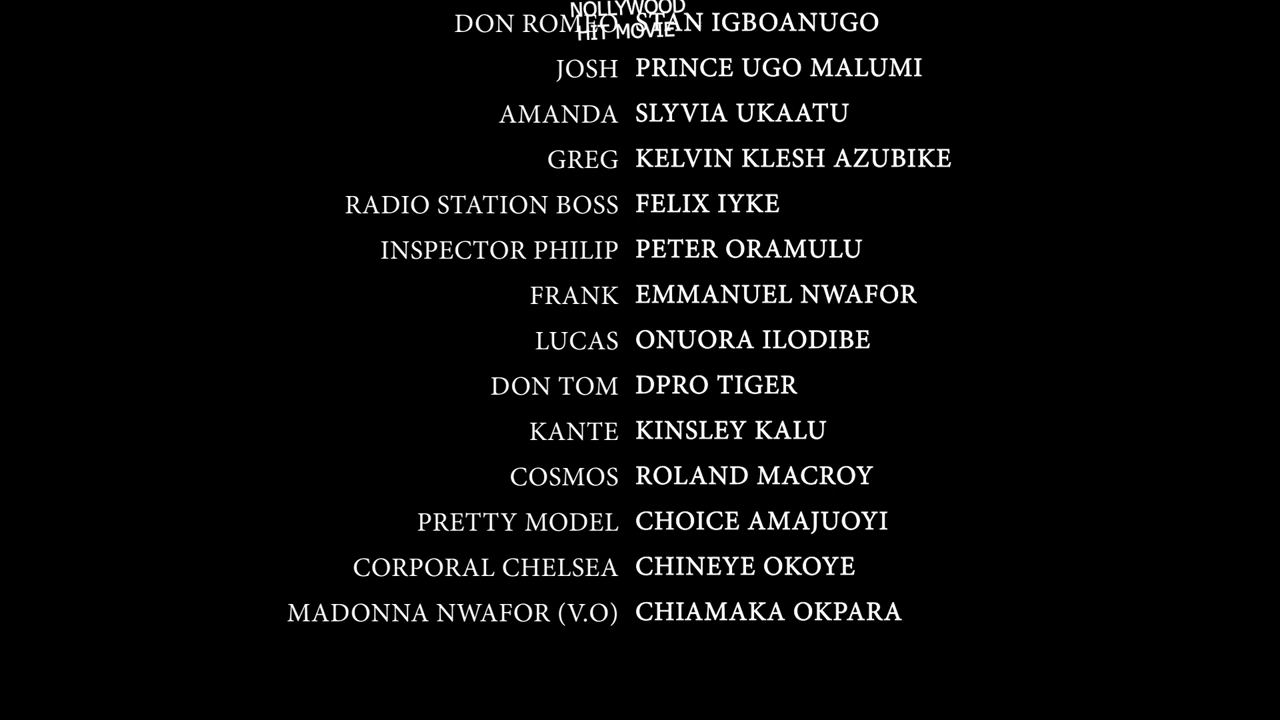 NOLLYWOOD
HIT MOVIE
DON ROMEO STAN IGBOANUGO
JOSH PRINCE UGO MALUMI
AMANDA SLYVIA UKAATU
GREG KELVIN KLESH AZUBIKE
RADIO STATION BOSS FELIX IYKE
INSPECTOR PHILIP PETER ORAMULU
FRANK EMMANUEL NWAFOR
LUCAS ONUORA ILODIBE
DON TOM DPRO TIGER
KANTE KINSLEY KALU
COSMOS ROLAND MACROY
PRETTY MODEL CHOICE AMAJUOYI
CORPORAL CHELSEA CHINEYE OKOYE
MADONNA NWAFOR (V.O) CHIAMAKA OKPARA